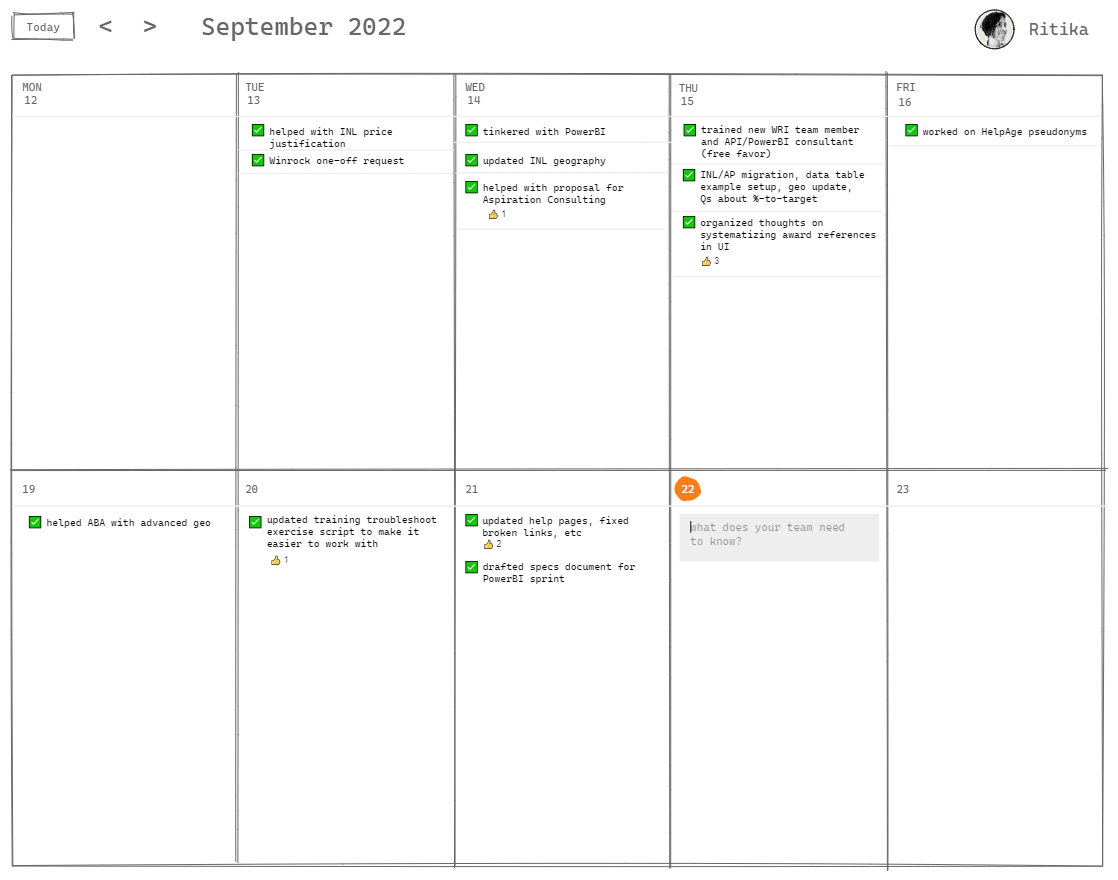 Today < > September 2022 Ritika
MON TUE WED THU FRI
12 13 14 15 16
helped with INL price
justification
Winrock one-off request
tinkered with PowerBI
updated INL geography
helped with proposal for
Aspiration Consulting
1
trained new WRI team member
and API/PowerBI consultant
(free favor)
INL/AP migration, data table
example setup, geo update,
Qs about %-to-target
organized thoughts on
systematizing award references
in UI
3
worked on HelpAge pseudonyms
19 20 21 22 23
helped ABA with advanced geo
updated training troubleshoot
exercise script to make it
easier to work with
1
updated help pages, fixed
broken links, etc
2
drafted specs document for
PowerBI sprint
What does your team need
to know?